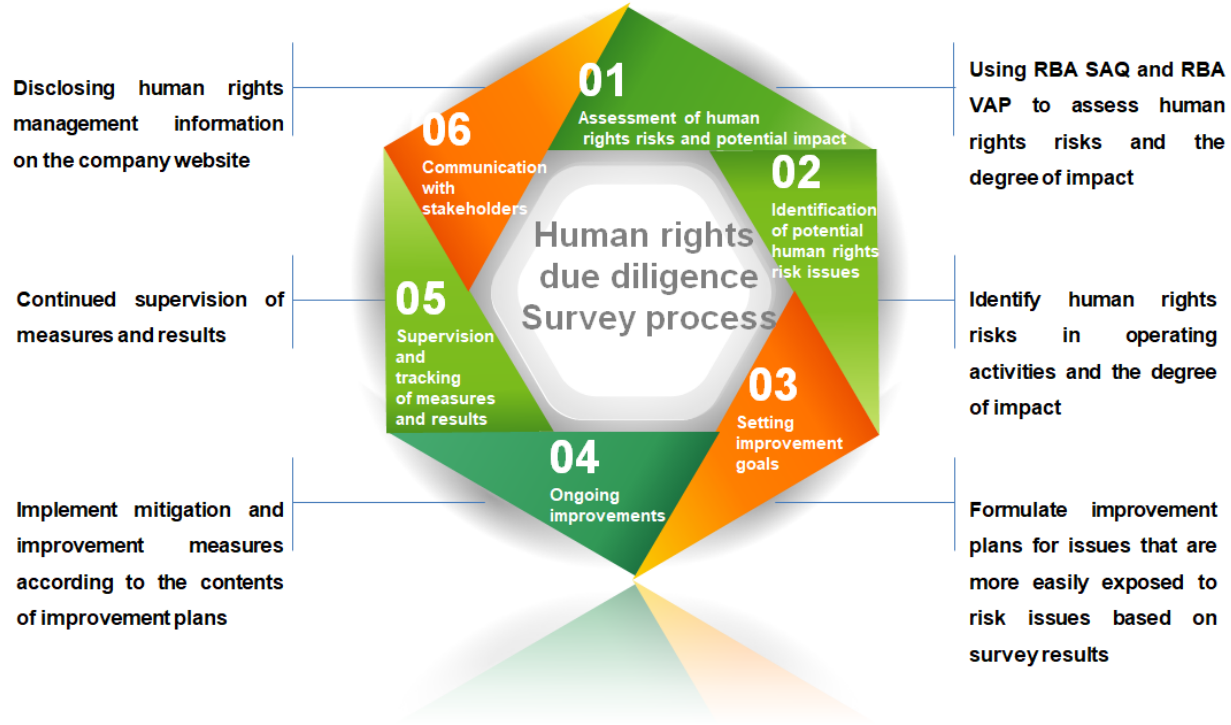 Disclosing human rights
management information
on the company website
Continued supervision of
measures and results
Implement mitigation and
improvement measures
according to the contents
of improvement plans
01
Assessment of human
rights risks and potential impact
02
Identification
of potential
human rights
risk issues
03
Setting
improvement
goals
04
Ongoing
improvements
05
Supervision
and
tracking
of measures
and results
06
Communication
with
stakeholders
Human rights
due diligence
Survey process
Using RBA SAQ and RBA
VAP to assess human
rights risks and the
degree of impact
Identify human rights
risks in operating
activities and the degree
of impact
Formulate improvement
plans for issues that are
more easily exposed to
risk issues based on
survey results